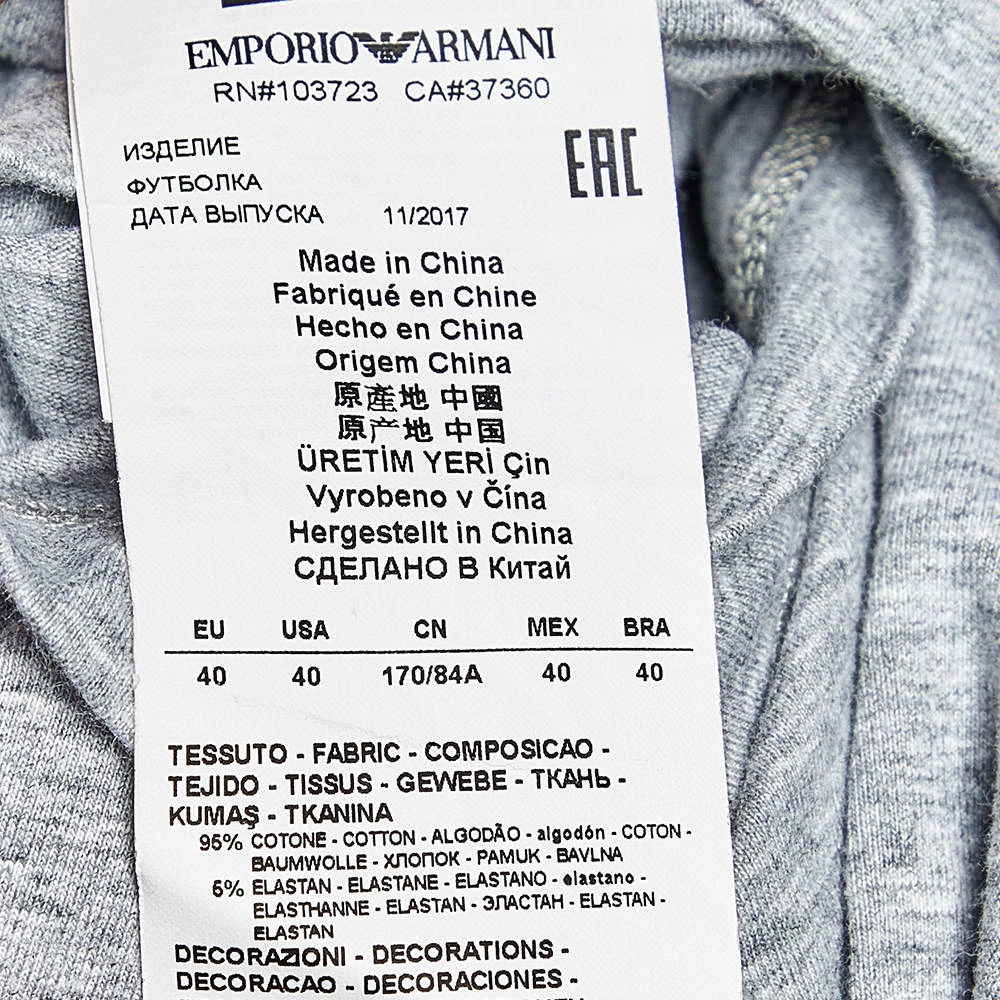 EMPORIO ARMANI
RN#103723 CA#37360
EAC
ИЗДЕЛИЕ
ФУТБОЛКА
ДАТА ВЫПУСКА 11/2017
Made in China
Fabriqué en Chine
Hecho en China
Origem China
原產地 中國
原产地 中国
ÜRETİM YERİ Çin
Vyrobeno v Čína
Hergestellt in China
СДЕЛАНО В Китай
EU USA CN MEX BRA
40 40 170/84A 40 40
TESSUTO - FABRIC - COMPOSICAO -
TEJIDO - TISSUS - GEWEBE - ТКАНЬ -
KUMAŞ - TKANINA
95% COTONE - COTTON - ALGODÃO - algodón - COTON -
BAUMWOLLE - ХЛОПОК - PAMUK - BAVLNA
5% ELASTAN - ELASTANE - ELASTANO - elastano -
ELASTHANNE - ELASTAN - ЭЛАСТАН - ELASTAN -
ELASTAN
DECORAZIONI - DECORATIONS -
DECORACAO - DECORACIONES -